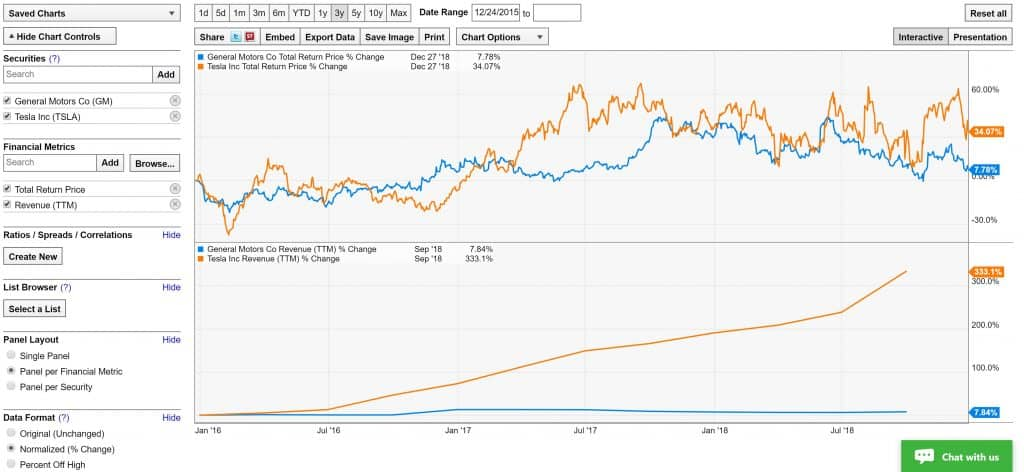 Saved Charts
Hide Chart Controls
Securities (?)
Search Add
General Motors Co (GM)
Tesla Inc (TSLA)
Financial Metrics
Search Add Browse...
Total Return Price
Revenue (TTM)
Ratios / Spreads / Correlations Hide
Create New
List Browser (?) Hide
Select a List
Panel Layout Hide
Single Panel
Panel per Financial Metric
Panel per Security
Data Format (?) Hide
Original (Unchanged)
Normalized (% Change)
Percent Off High
1d 5d 1m 3m 6m YTD 1y 3y 5y 10y Max Date Range 12/24/2015 to Reset all
Share Embed Export Data Save Image Print Chart Options Interactive Presentation
General Motors Co Total Return Price % Change Dec 27 '18 7.78%
Tesla Inc Total Return Price % Change Dec 27 '18 34.07%
60.00%
34.07%
7.78%
0.00%
-30.0%
General Motors Co Revenue (TTM) % Change Sep '18 7.84%
Tesla Inc Revenue (TTM) % Change Sep '18 333.1%
333.1%
300.0%
200.0%
100.0%
7.84%
Jan '16 Jul '16 Jan '17 Jul '17 Jan '18 Jul '18
Chat with us